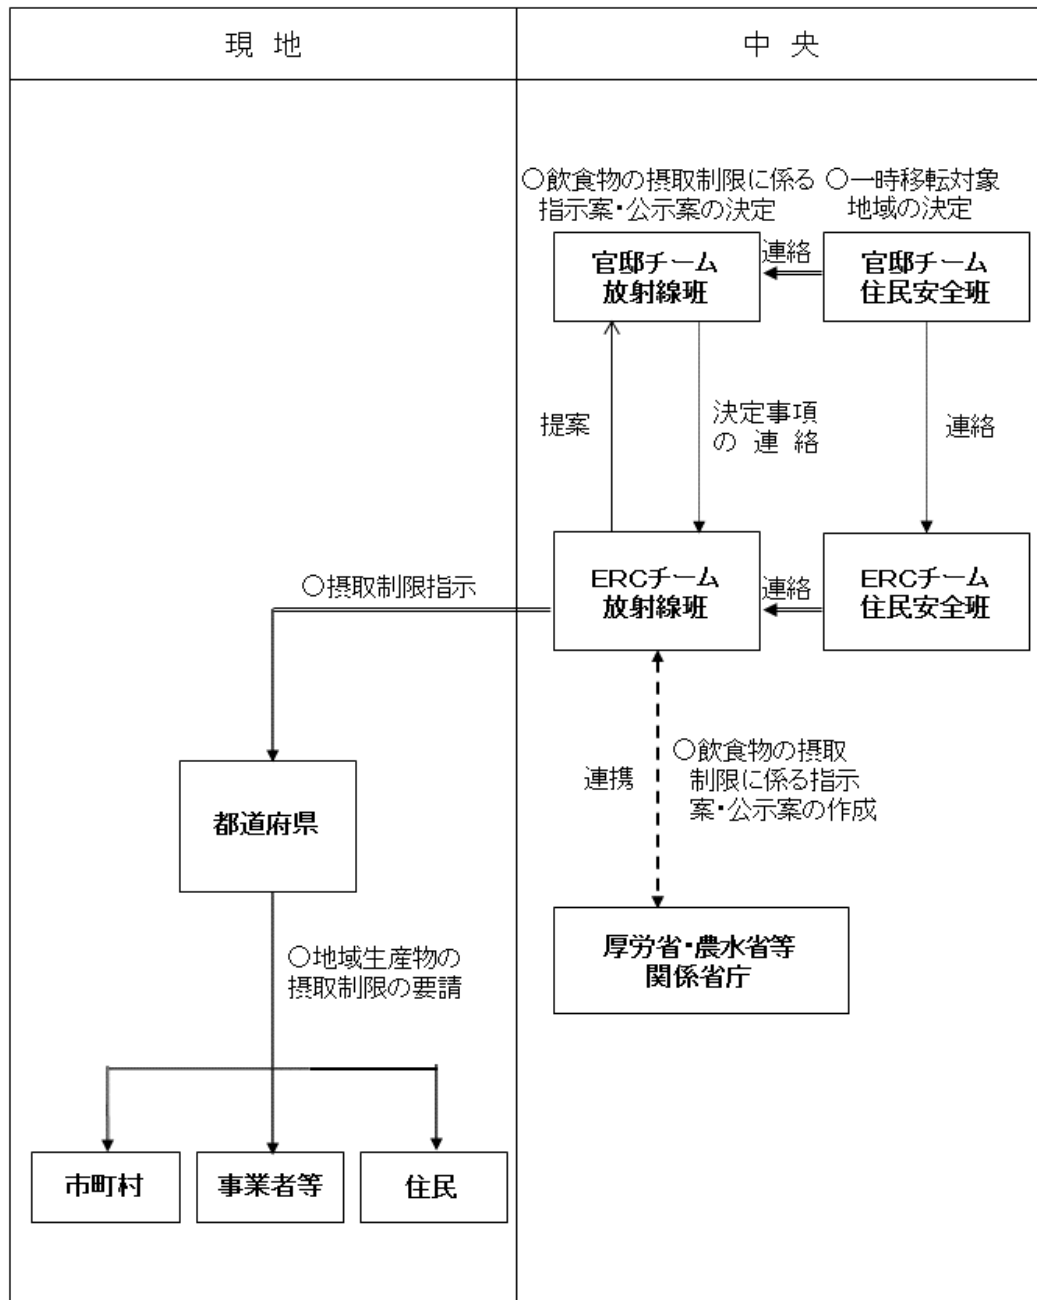 現 地
中 央
○飲食物の摂取制限に係る
指示案・公示案の決定
○一時移転対象
地域の決定
官邸チーム
放射線班
連絡
官邸チーム
住民安全班
提案
決定事項
の 連 絡
連絡
○摂取制限指示
ERCチーム
放射線班
連絡
ERCチーム
住民安全班
都道府県
連携
○飲食物の摂取
制限に係る指示
案・公示案の作成
○地域生産物の
摂取制限の要請
厚労省・農水省等
関係省庁
市町村
事業者等
住民